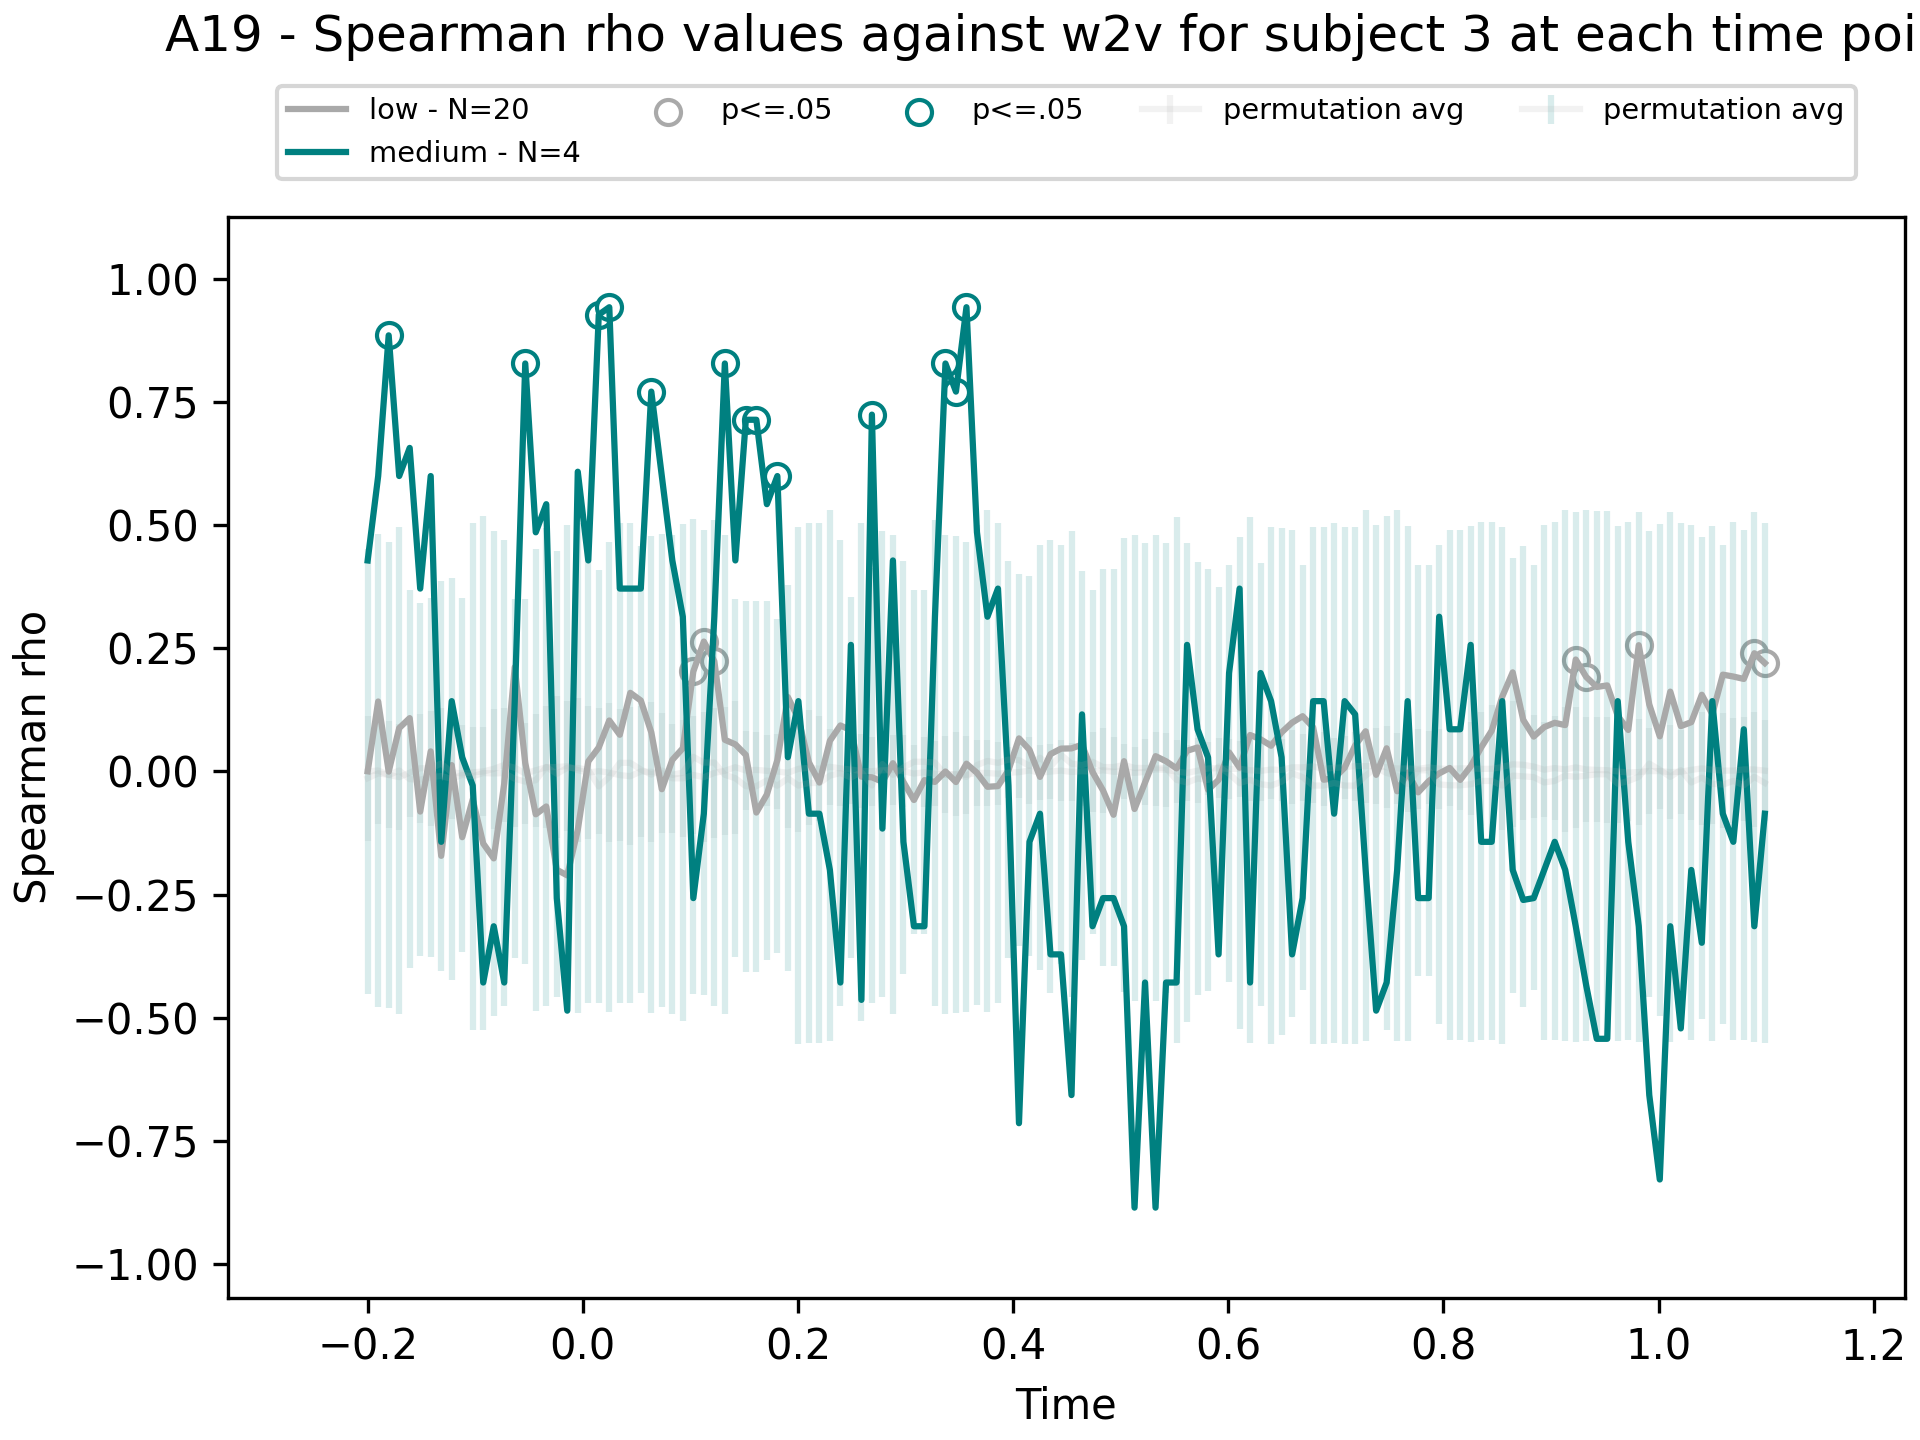 A19 - Spearman rho values against w2v for subject 3 at each time poi
low - N=20
medium - N=4
p<=.05
p<=.05
permutation avg
permutation avg
1.00
0.75
0.50
0.25
0.00
−0.25
−0.50
−0.75
−1.00
Spearman rho
−0.2 0.0 0.2 0.4 0.6 0.8 1.0 1.2
Time